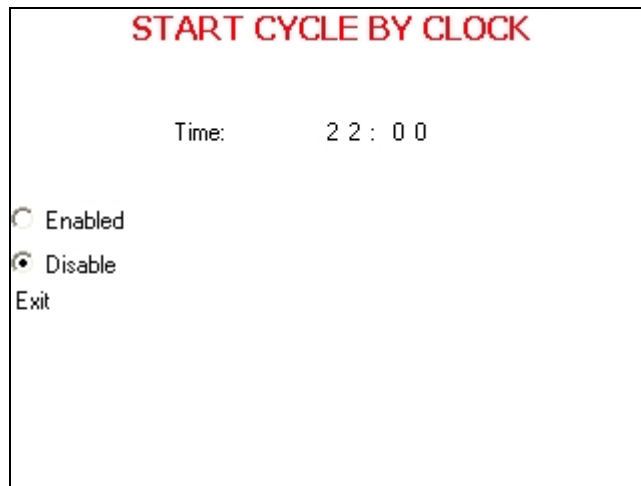 START CYCLE BY CLOCK
Time: 22:00
Enabled
Disable
Exit